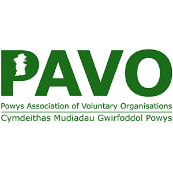 PAVO
Powys Association of Voluntary Organisations
Cymdeithas Mudiadau Gwirfoddol Powys